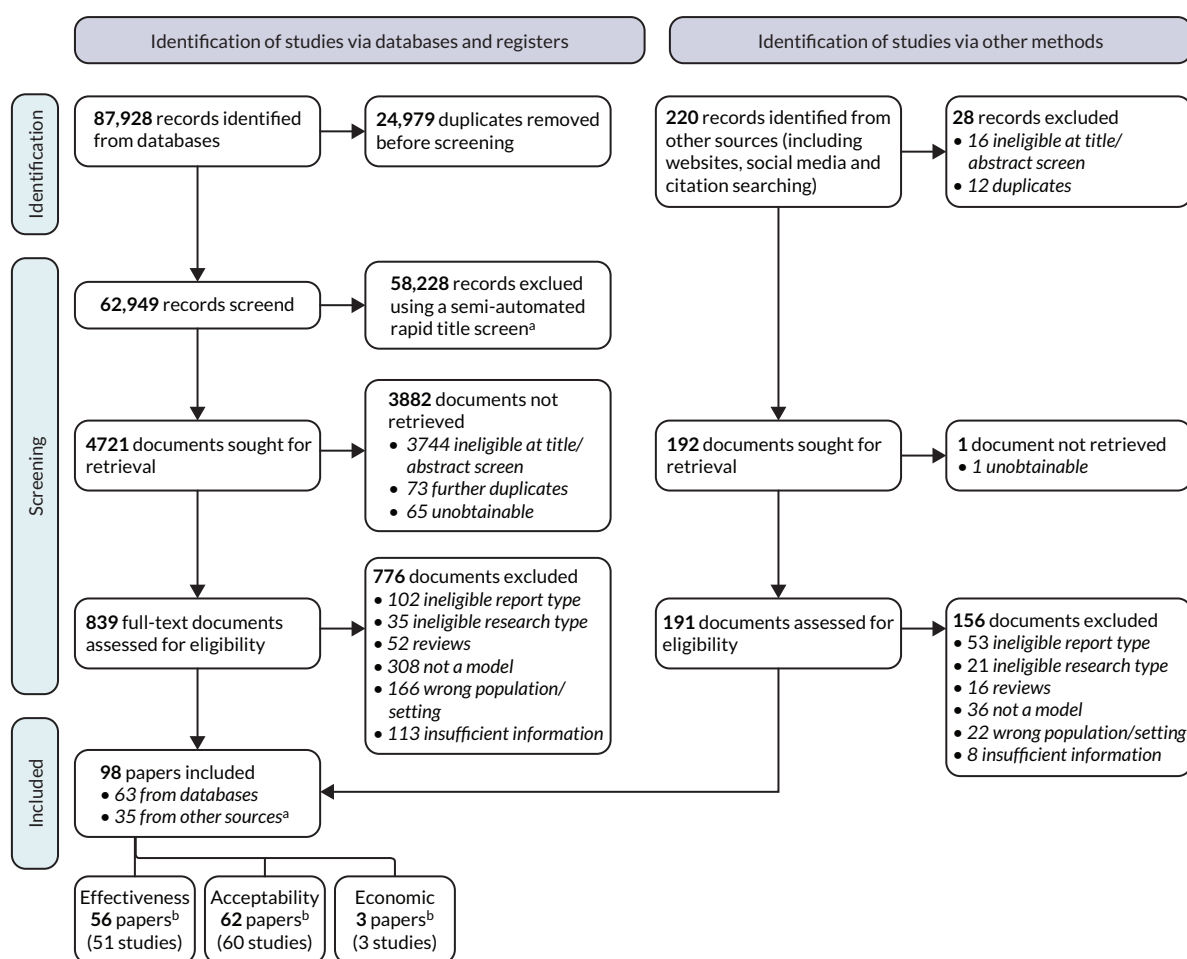 Identification of studies via databases and registers
Identification of studies via other methods
Identification
87,928 records identified
from databases
24,979 duplicates removed
before screening
220 records identified from
other sources (including
websites, social media and
citation searching)
28 records excluded
• 16 ineligible at title/
abstract screen
• 12 duplicates
Screening
62,949 records screend
58,228 records exclued
using a semi-automated
rapid title screenᵃ
4721 documents sought for
retrieval
3882 documents not
retrieved
• 3744 ineligible at title/
abstract screen
• 73 further duplicates
• 65 unobtainable
192 documents sought for
retrieval
1 document not retrieved
• 1 unobtainable
839 full-text documents
assessed for eligibility
776 documents excluded
• 102 ineligible report type
• 35 ineligible research type
• 52 reviews
• 308 not a model
• 166 wrong population/
setting
• 113 insufficient information
191 documents assessed for
eligibility
156 documents excluded
• 53 ineligible report type
• 21 ineligible research type
• 16 reviews
• 36 not a model
• 22 wrong population/setting
• 8 insufficient information
Included
98 papers included
• 63 from databases
• 35 from other sourcesᵃ
Effectiveness
56 papersᵇ
(51 studies)
Acceptability
62 papersᵇ
(60 studies)
Economic
3 papersᵇ
(3 studies)